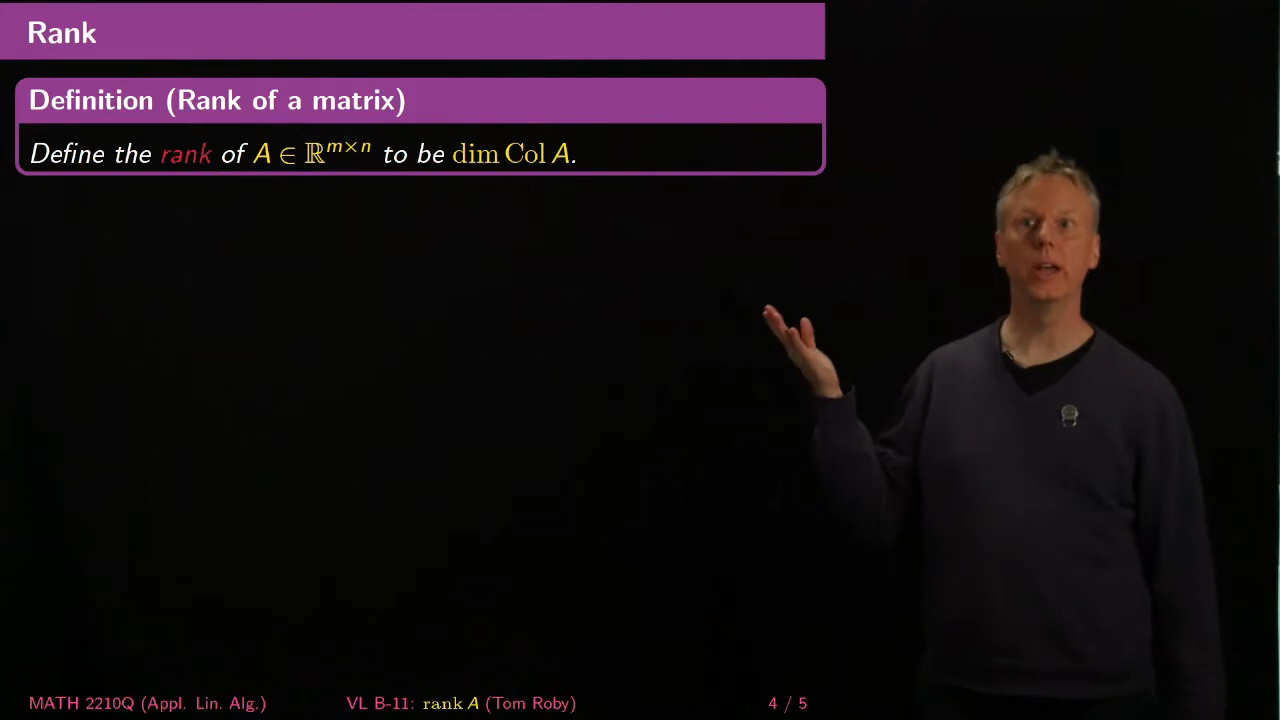 Rank
Definition (Rank of a matrix)
Define the rank of A ∈ ℝᵐˣⁿ to be dim Col A.
MATH 2210Q (Appl. Lin. Alg.) VL B-11: rank A (Tom Roby) 4 / 5